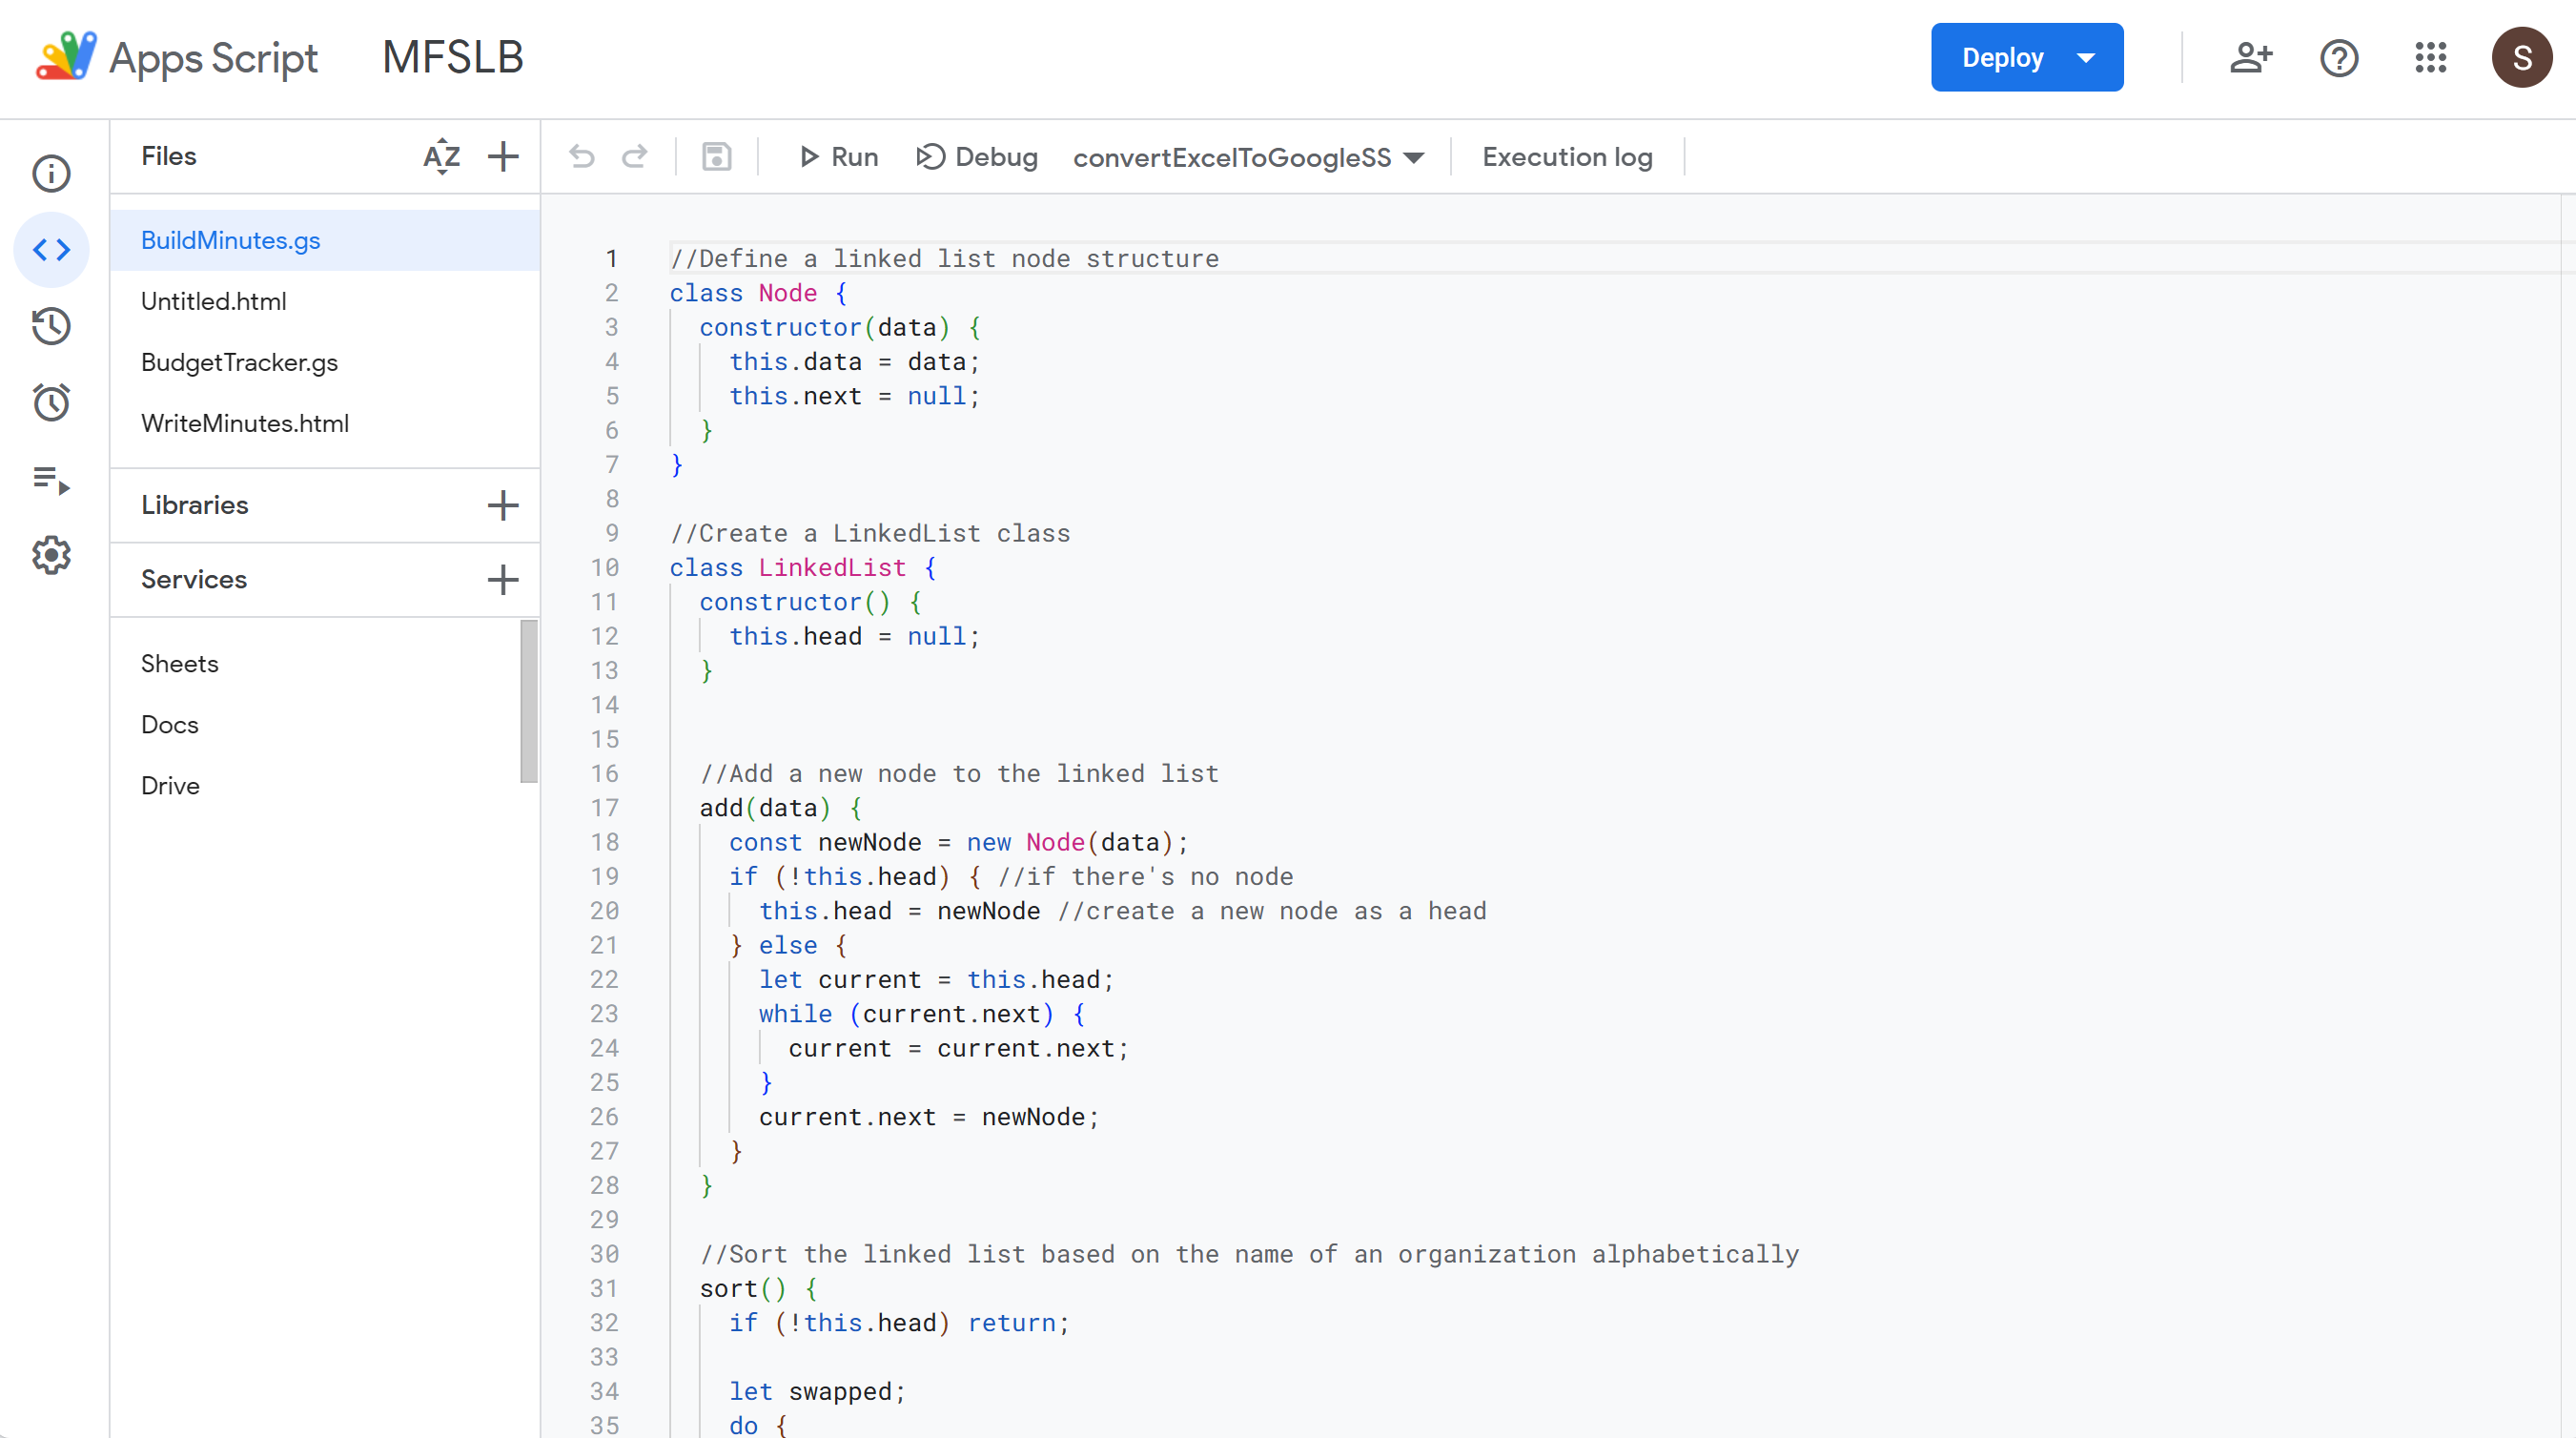 Apps Script MFSLB Deploy S
Files AZ Run Debug convertExcelToGoogleSS Execution log
BuildMinutes.gs
Untitled.html
BudgetTracker.gs
WriteMinutes.html
Libraries
Services
Sheets
Docs
Drive
1 //Define a linked list node structure
2 class Node {
3 constructor(data) {
4 this.data = data;
5 this.next = null;
6 }
7 }
8
9 //Create a LinkedList class
10 class LinkedList {
11 constructor() {
12 this.head = null;
13 }
14
15
16 //Add a new node to the linked list
17 add(data) {
18 const newNode = new Node(data);
19 if (!this.head) { //if there's no node
20 this.head = newNode //create a new node as a head
21 } else {
22 let current = this.head;
23 while (current.next) {
24 current = current.next;
25 }
26 current.next = newNode;
27 }
28 }
29
30 //Sort the linked list based on the name of an organization alphabetically
31 sort() {
32 if (!this.head) return;
33
34 let swapped;
35 do {